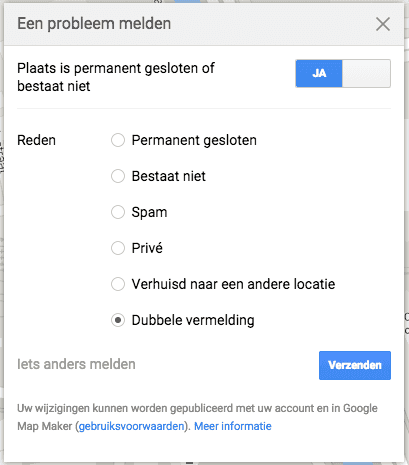 Een probleem melden
Plaats is permanent gesloten of
bestaat niet
JA
Reden
Permanent gesloten
Bestaat niet
Spam
Privé
Verhuisd naar een andere locatie
Dubbele vermelding
Iets anders melden
Verzenden
Uw wijzigingen kunnen worden gepubliceerd met uw account en in Google
Map Maker (gebruiksvoorwaarden). Meer informatie